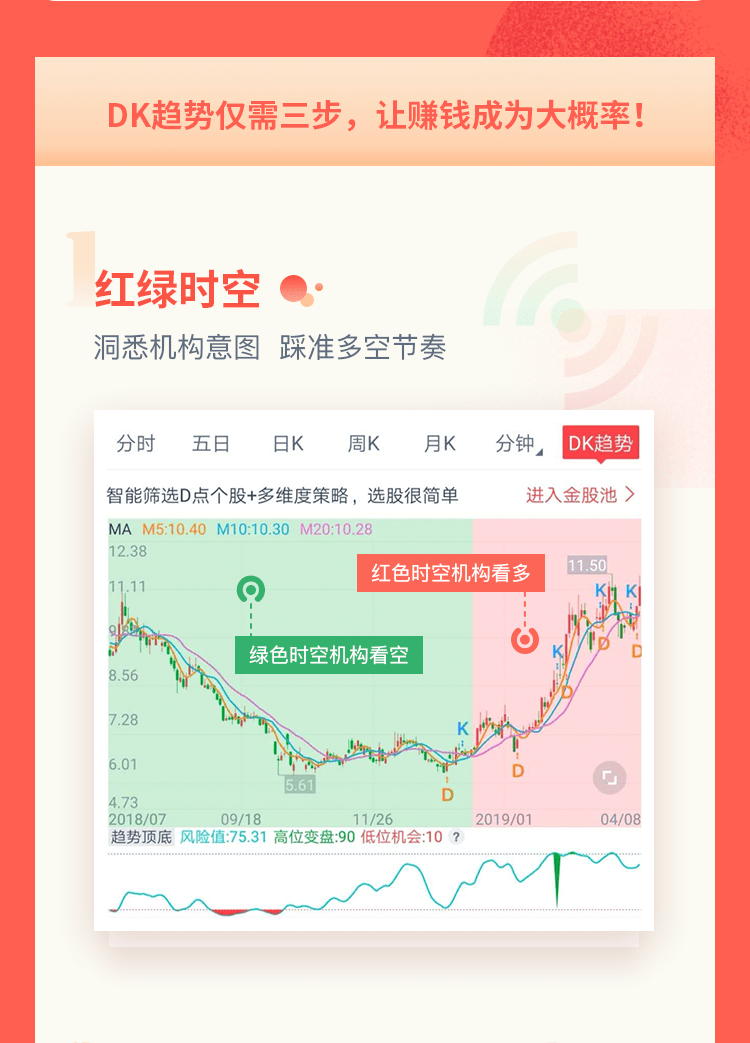 DK趋势仅需三步，让赚钱成为大概率！
1
红绿时空
洞悉机构意图 踩准多空节奏
分时 五日 日K 周K 月K 分钟 DK趋势
智能筛选D点个股+多维度策略，选股很简单 进入金股池
MA M5:10.40 M10:10.30 M20:10.28
12.38
11.50
红色时空机构看多
11.11
K K
绿色时空机构看空
K D D
8.56
D
7.28
K
6.01
D
5.61
D
4.73
2018/07 09/18 11/26 2019/01 04/08
趋势顶底 风险值:75.31 高位变盘:90 低位机会:10 ?